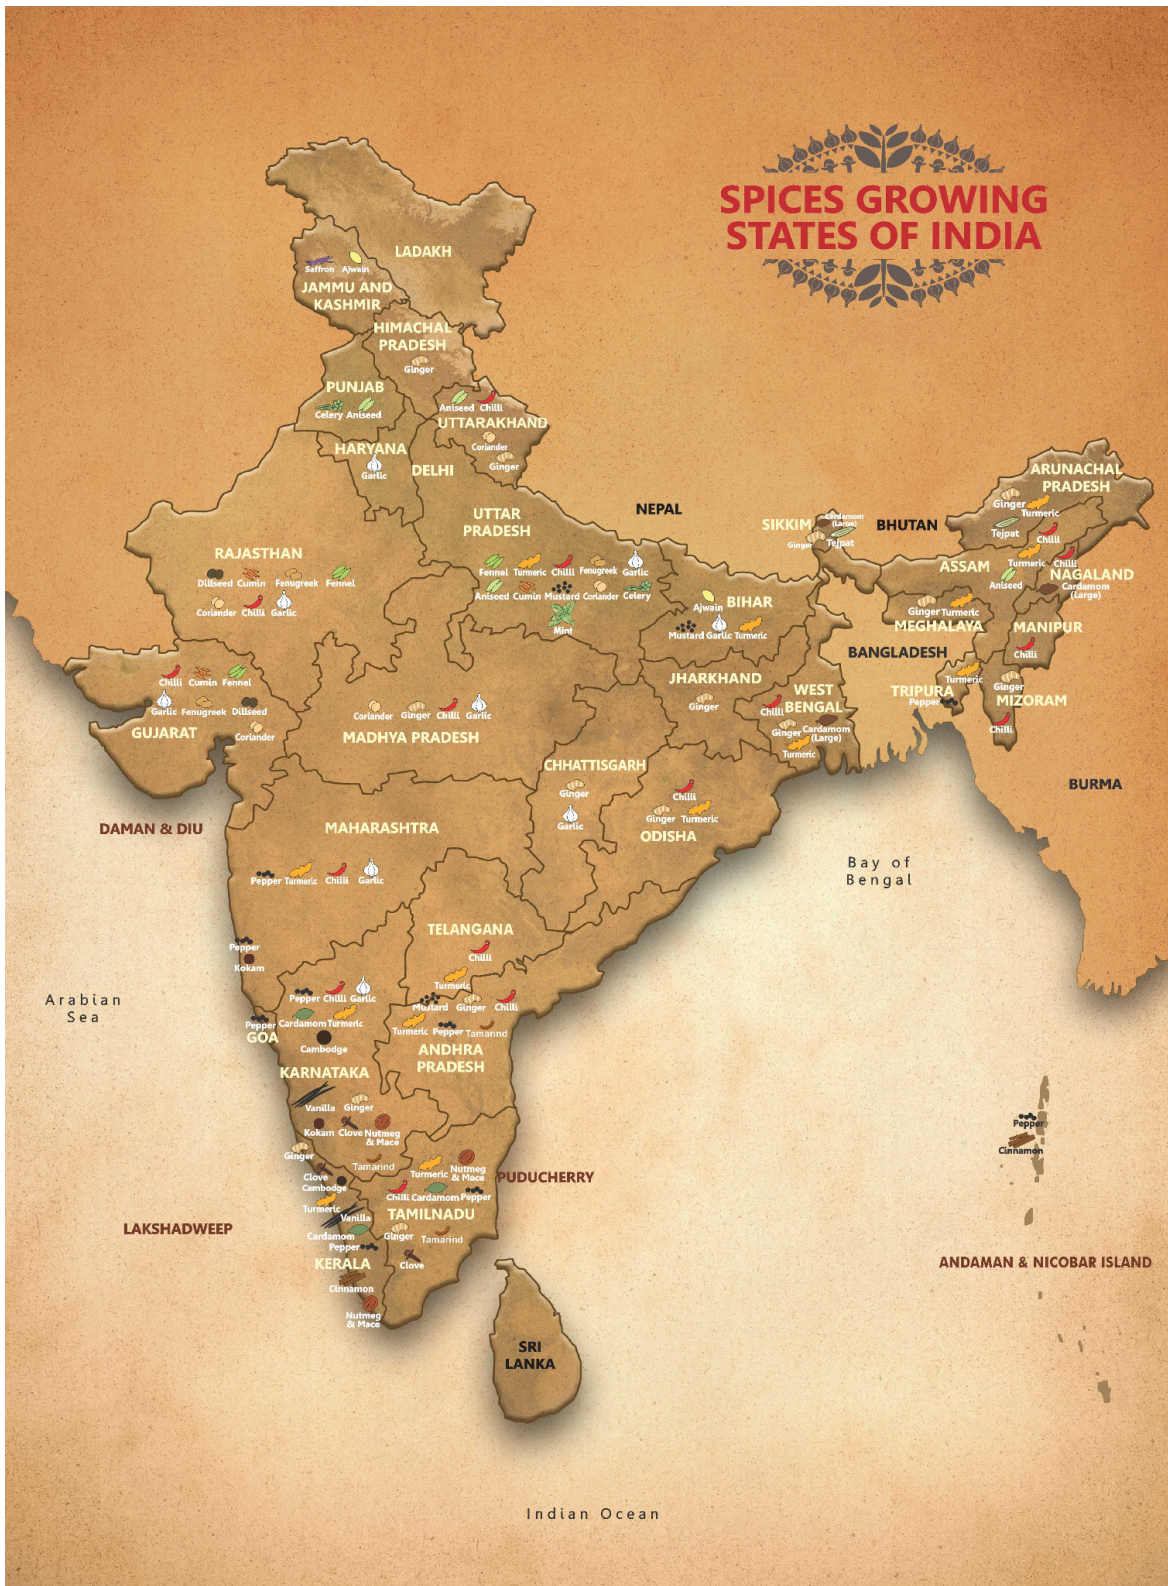 SPICES GROWING
STATES OF INDIA
LADAKH
Saffron Ajwain
JAMMU AND
KASHMIR
HIMACHAL
PRADESH
Ginger
PUNJAB
Celery Aniseed
Aniseed Chilli
UTTARAKHAND
Coriander
Ginger
HARYANA
Garlic
DELHI
UTTAR
PRADESH
Fennel Turmeric Chilli Fenugreek Garlic
Aniseed Cumin Mustard Coriander Celery
Mint
NEPAL
SIKKIM
Cardamom
(Large)
Ginger Tejpat
BHUTAN
ARUNACHAL
PRADESH
Ginger
Turmeric
Tejpat Chilli
ASSAM
Turmeric
Aniseed
Chilli
NAGALAND
Cardamom
(Large)
RAJASTHAN
Dillseed Cumin Fenugreek Fennel
Coriander Chilli Garlic
Ajwain
BIHAR
Mustard Garlic Turmeric
Ginger Turmeric
MEGHALAYA
MANIPUR
Chilli
BANGLADESH
Turmeric
TRIPURA
Pepper
Ginger
MIZORAM
Chilli
Chilli Cumin Fennel
Garlic Fenugreek Dillseed
GUJARAT
Coriander
Coriander Ginger Chilli Garlic
MADHYA PRADESH
JHARKHAND
Ginger
WEST
BENGAL
Chilli
Ginger
Cardamom
(Large)
Turmeric
CHHATTISGARH
Ginger
Garlic
Chilli
Ginger Turmeric
ODISHA
BURMA
DAMAN & DIU
MAHARASHTRA
Pepper Turmeric Chilli Garlic
Pepper
Kokam
Bay of
Bengal
TELANGANA
Chilli
Turmeric
Arabian
Sea
Pepper
GOA
Pepper Chilli Garlic
Cardamom Turmeric
Cambodge
KARNATAKA
Vanilla Ginger
Kokam Clove Nutmeg
& Mace
Tamarind
Mustard Ginger Chilli
Turmeric Pepper Tamarind
ANDHRA
PRADESH
Ginger
Clove
Cambodge
Turmeric
Vanilla
Cardamom
Pepper
KERALA
Cinnamon
Nutmeg
& Mace
Turmeric Nutmeg
& Mace
Chilli Cardamom Pepper
TAMILNADU
Ginger Tamarind
Clove
PUDUCHERRY
LAKSHADWEEP
Pepper
Cinnamon
ANDAMAN & NICOBAR ISLAND
SRI
LANKA
Indian Ocean